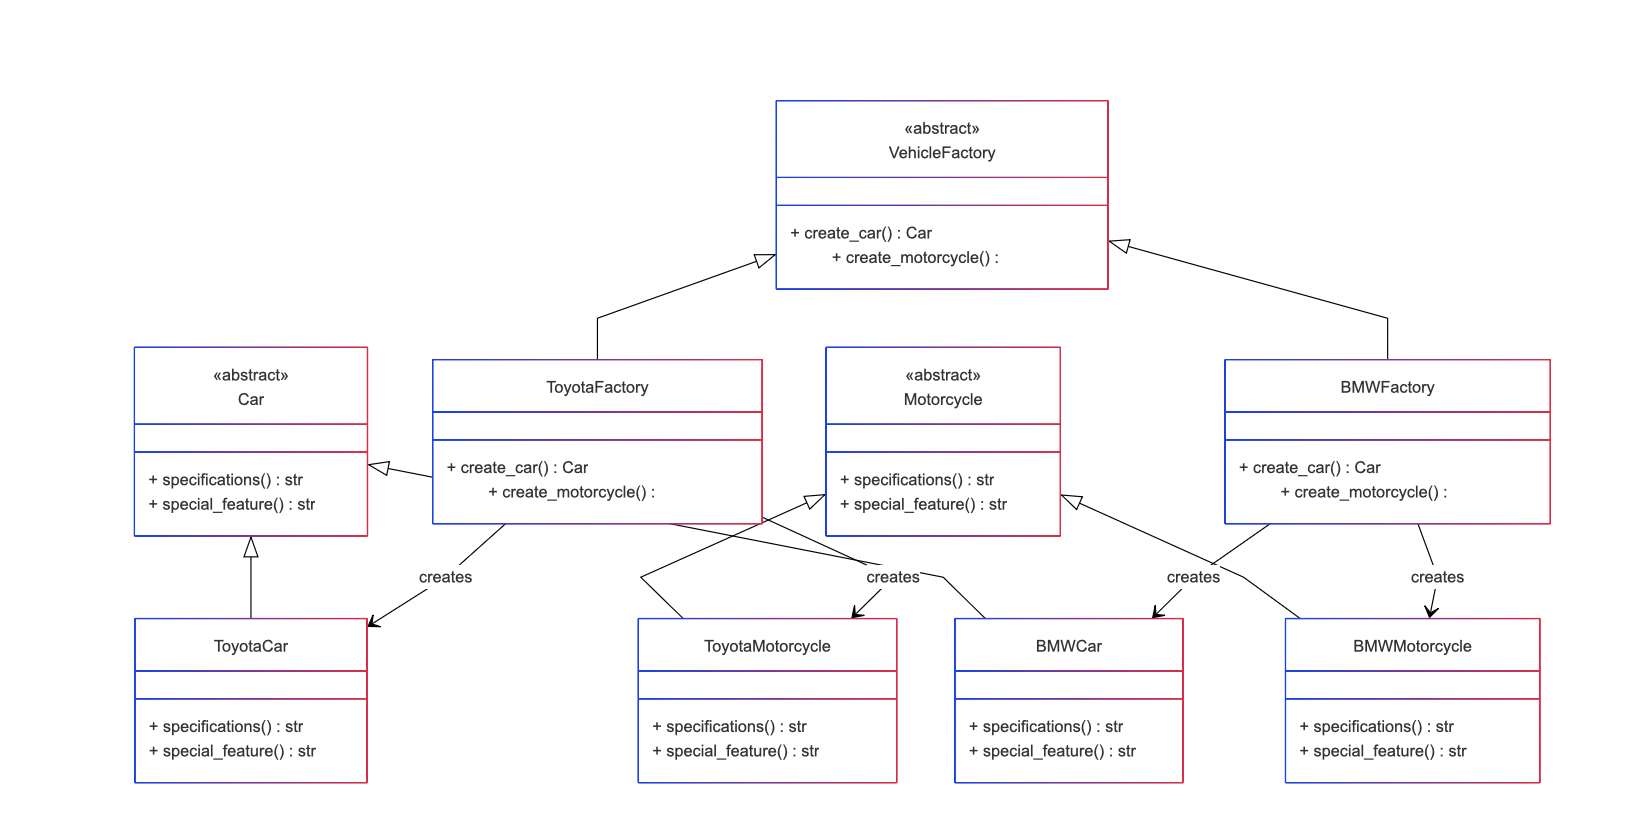 «abstract»
VehicleFactory
+ create_car() : Car
+ create_motorcycle() :
«abstract»
Car
+ specifications() : str
+ special_feature() : str
ToyotaFactory
+ create_car() : Car
+ create_motorcycle() :
«abstract»
Motorcycle
+ specifications() : str
+ special_feature() : str
BMWFactory
+ create_car() : Car
+ create_motorcycle() :
creates
creates
creates
creates
ToyotaCar
+ specifications() : str
+ special_feature() : str
ToyotaMotorcycle
+ specifications() : str
+ special_feature() : str
BMWCar
+ specifications() : str
+ special_feature() : str
BMWMotorcycle
+ specifications() : str
+ special_feature() : str